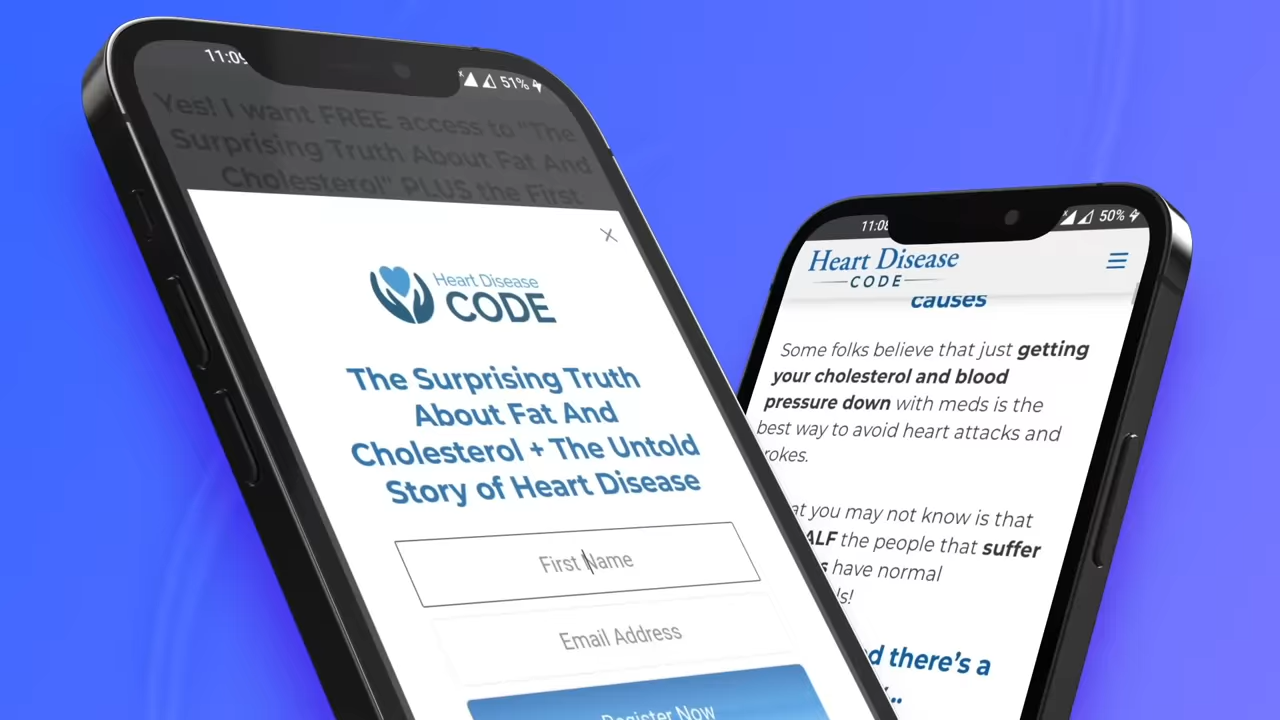 11:09
51%
Yes! I want FREE access to "The
Surprising Truth About Fat And
Cholesterol" PLUS the First
Heart Disease
CODE
The Surprising Truth
About Fat And
Cholesterol + The Untold
Story of Heart Disease
First Name
Email Address
Register Now
11:08
50%
Heart Disease
CODE
causes
Some folks believe that just getting
your cholesterol and blood
pressure down with meds is the
best way to avoid heart attacks and
rokes.
at you may not know is that
ALF the people that suffer
s have normal
ls!
d there's a
..